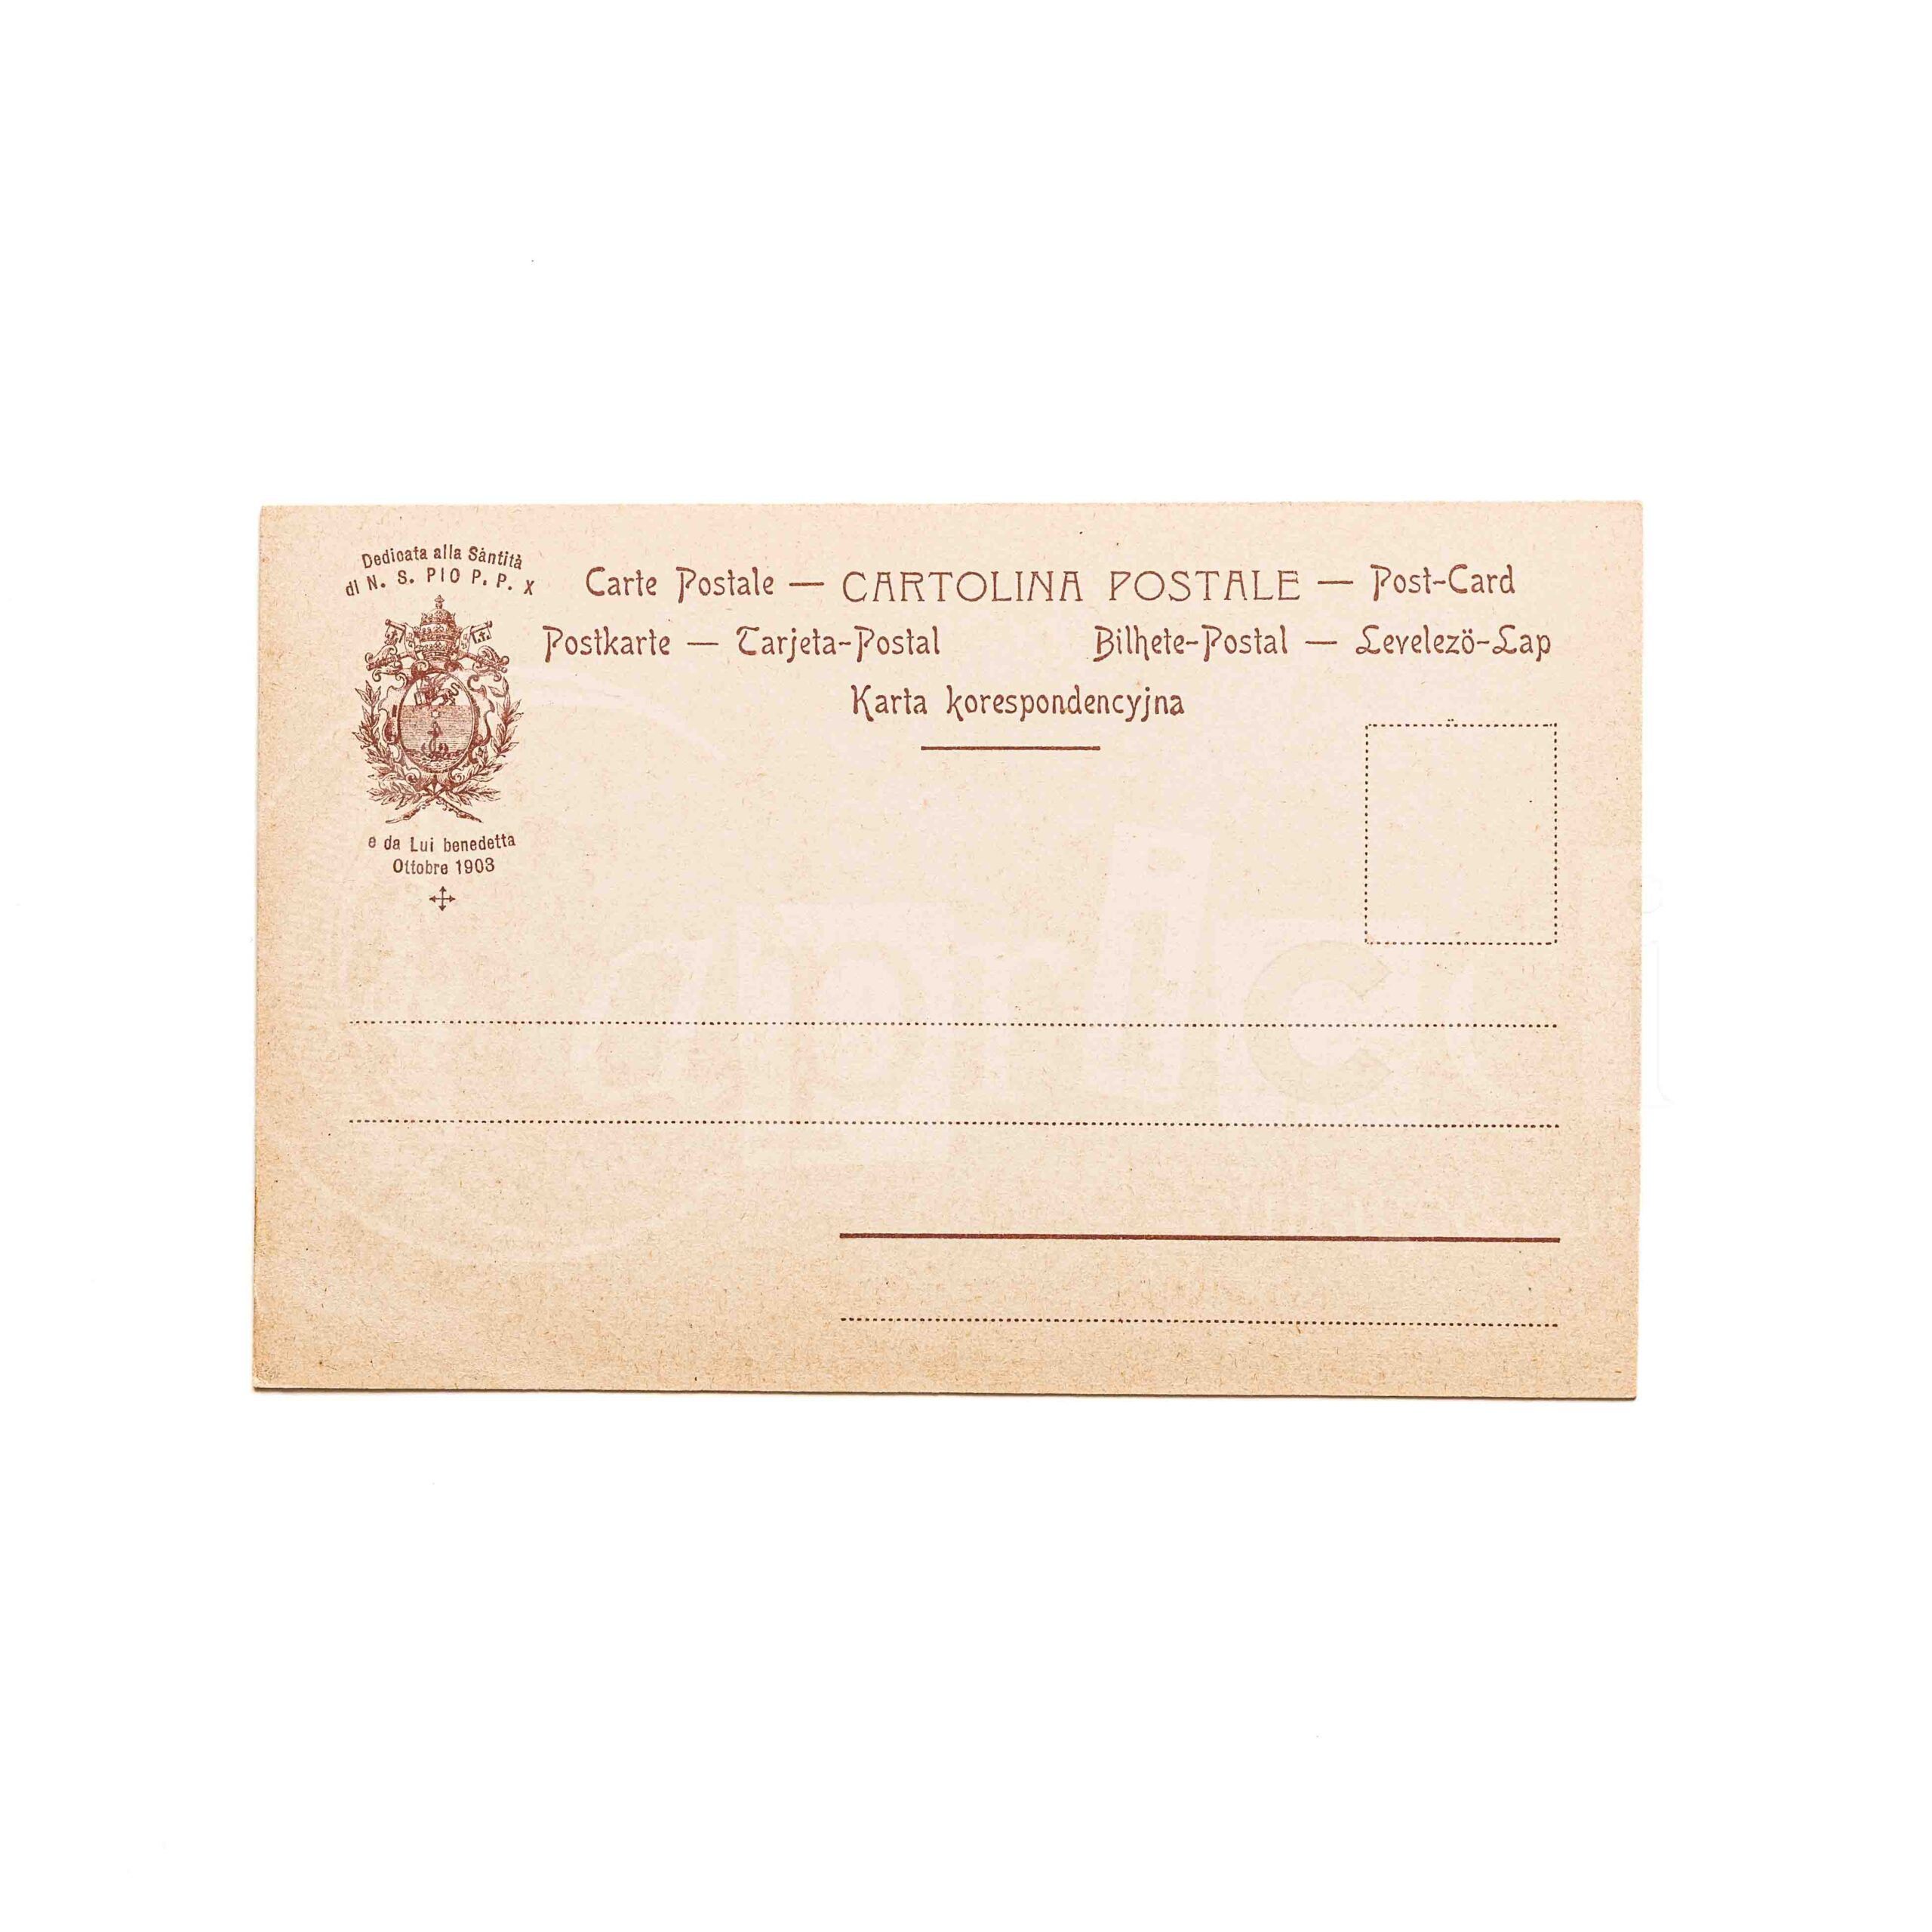 Dedicata alla Santità
di N. S. PIO P. P. X
Carte Postale — CARTOLINA POSTALE — Post-Card
Postkarte — Tarjeta-Postal Bilhete-Postal — Levelezö-Lap
Karta korespondencyjna
e da Lui benedetta
Ottobre 1903